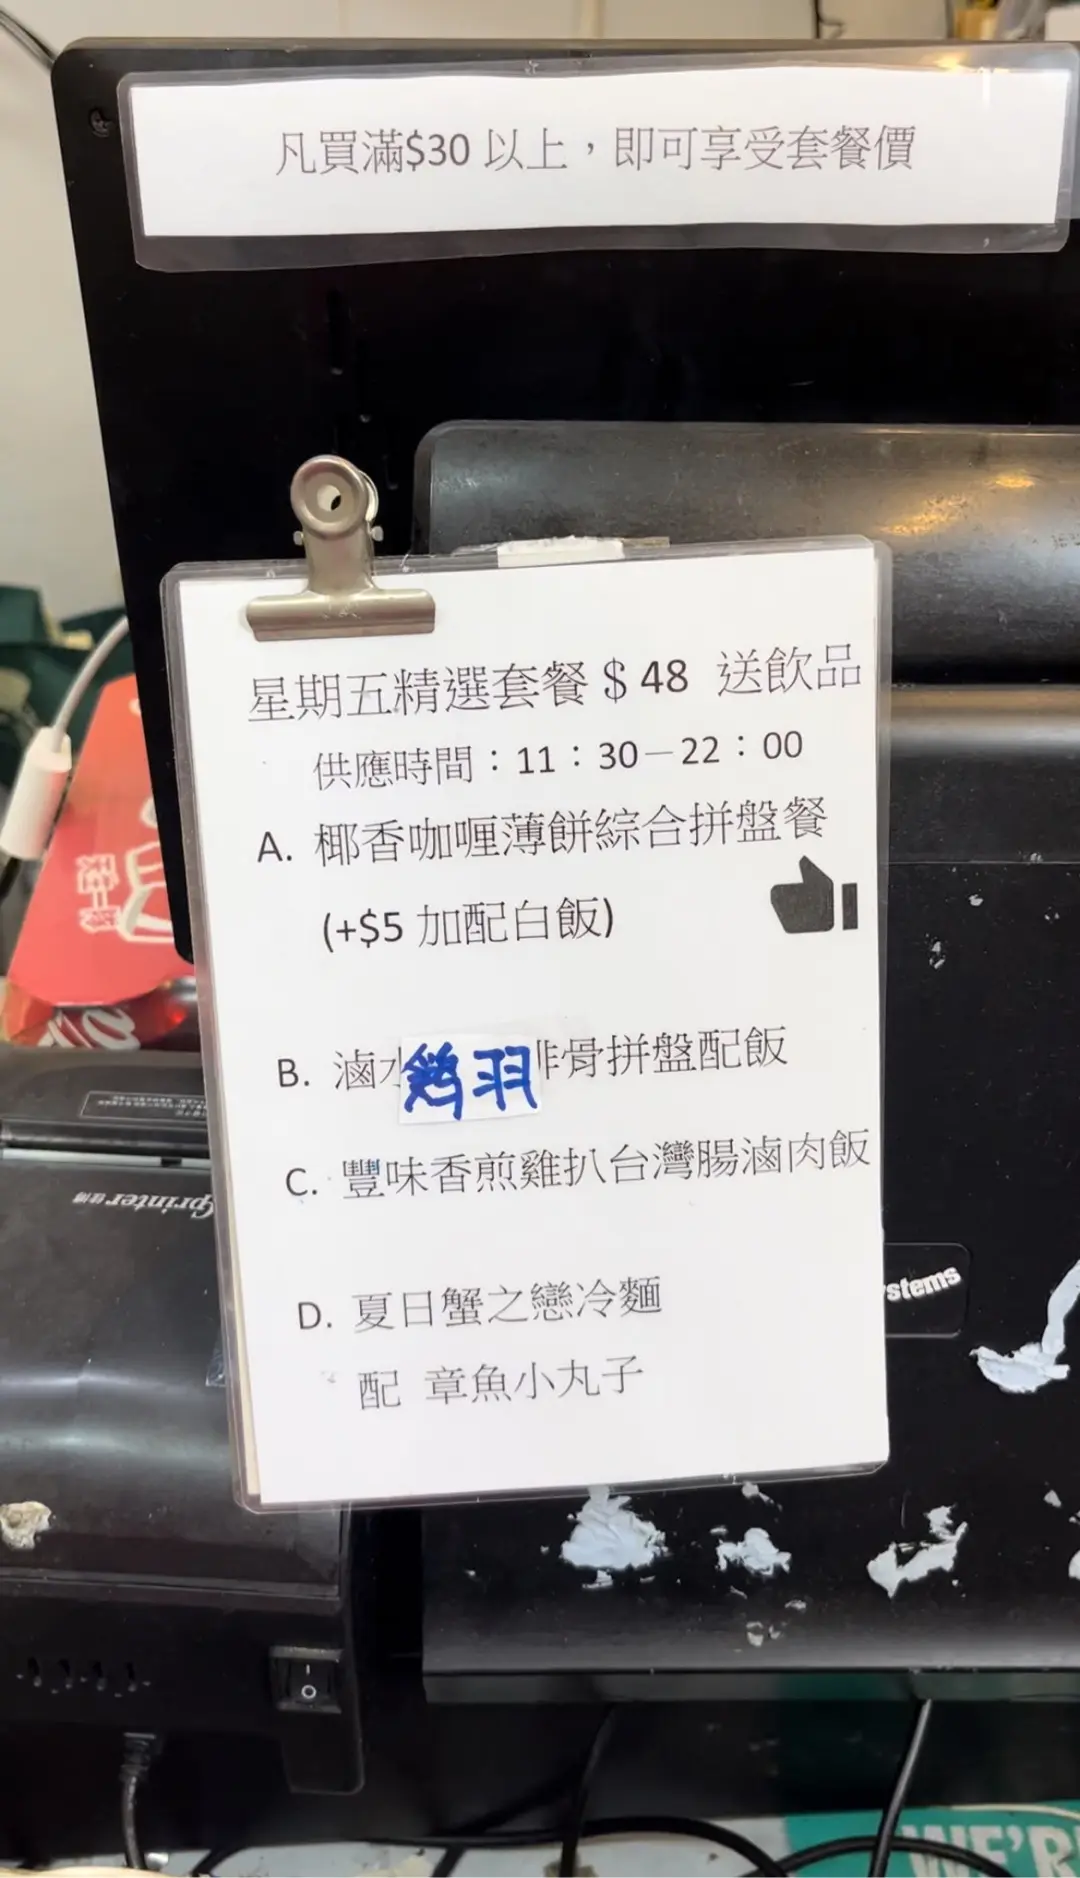 凡買滿$30 以上，即可享受套餐價
星期五精選套餐 $ 48 送飲品
供應時間：11：30－22：00
A. 椰香咖喱薄餅綜合拼盤餐
(+$5 加配白飯)
B. 滷水 羽 排骨拼盤配飯
C. 豐味香煎雞扒台灣腸滷肉飯
D. 夏日蟹之戀冷麵
配 章魚小丸子
stems
printer
WE'R